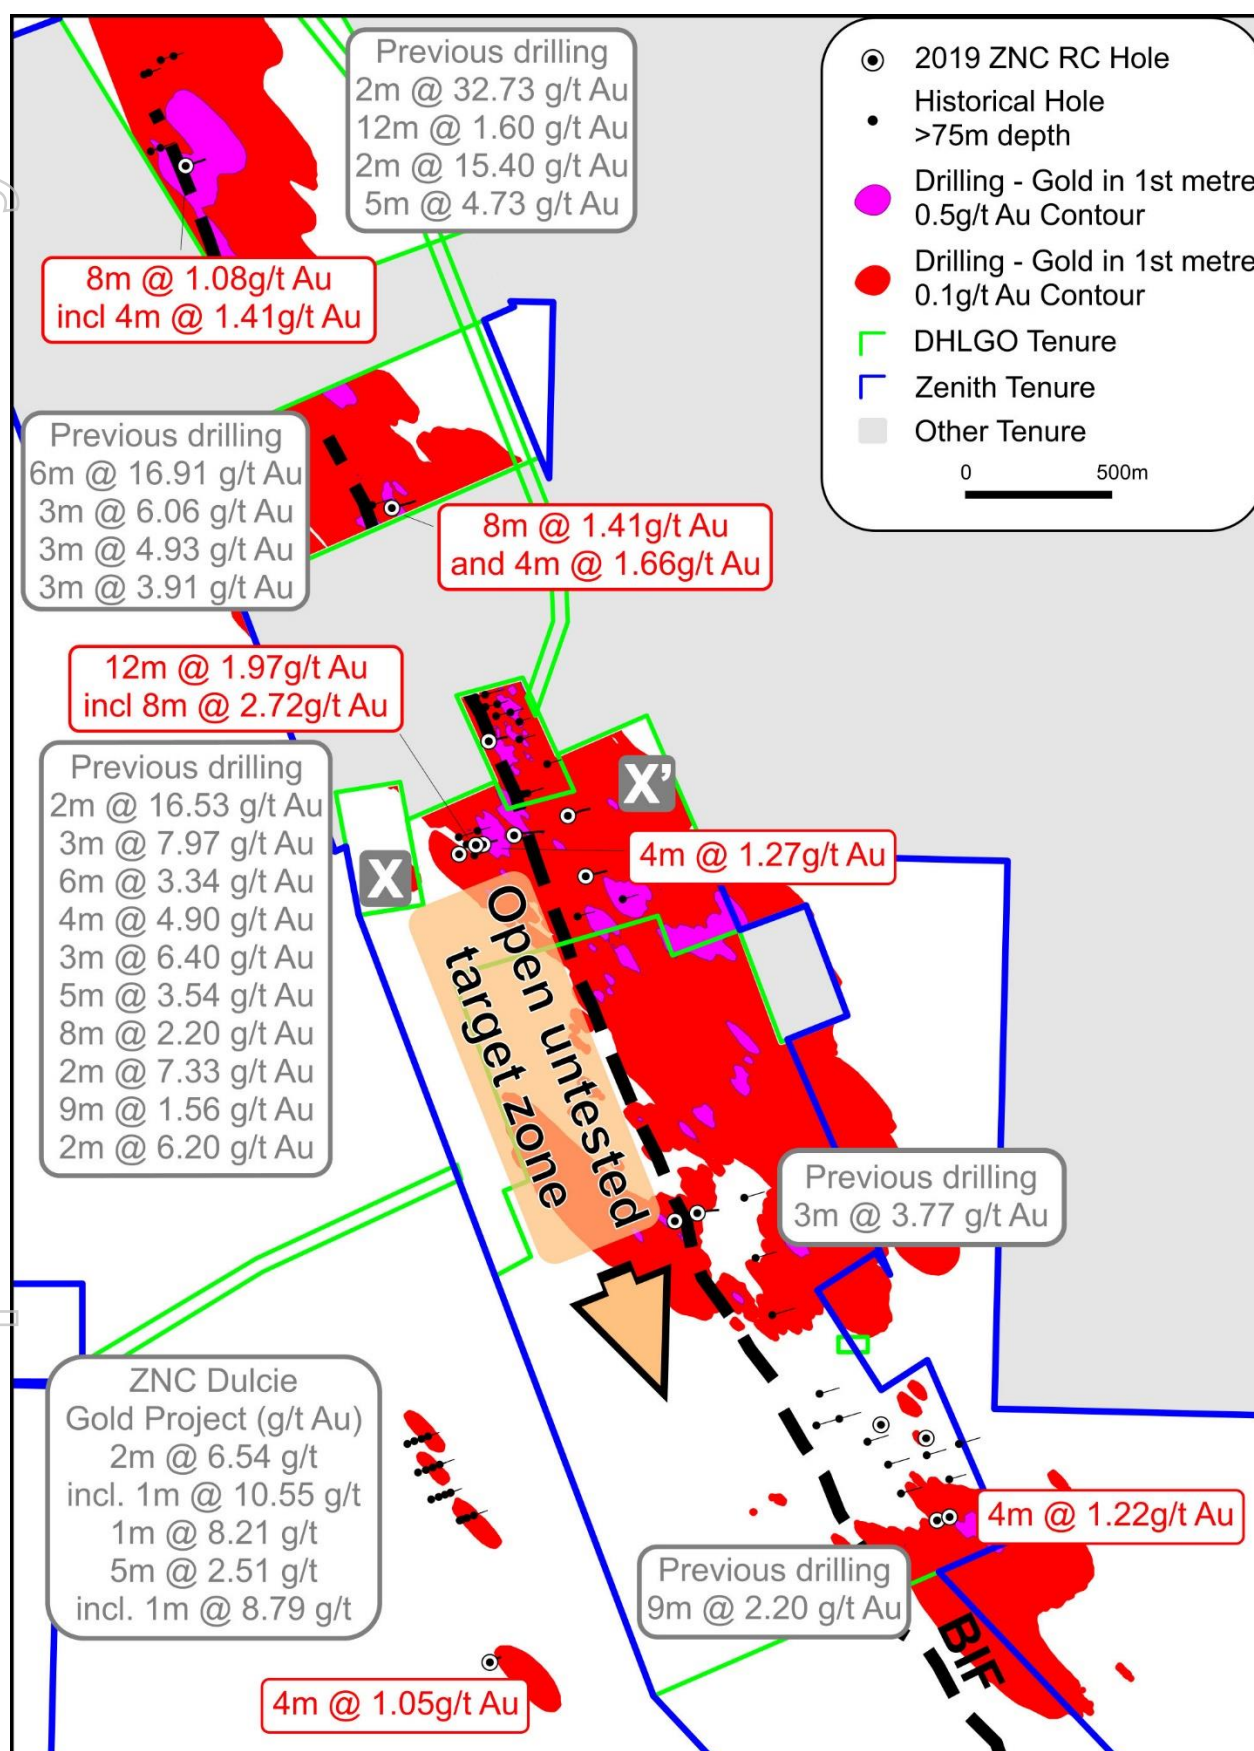 Previous drilling
2m @ 32.73 g/t Au
12m @ 1.60 g/t Au
2m @ 15.40 g/t Au
5m @ 4.73 g/t Au
2019 ZNC RC Hole
Historical Hole
>75m depth
Drilling - Gold in 1st metre
0.5g/t Au Contour
Drilling - Gold in 1st metre
0.1g/t Au Contour
DHLGO Tenure
Zenith Tenure
Other Tenure
0 500m
8m @ 1.08g/t Au
incl 4m @ 1.41g/t Au
Previous drilling
6m @ 16.91 g/t Au
3m @ 6.06 g/t Au
3m @ 4.93 g/t Au
3m @ 3.91 g/t Au
8m @ 1.41g/t Au
and 4m @ 1.66g/t Au
12m @ 1.97g/t Au
incl 8m @ 2.72g/t Au
Previous drilling
2m @ 16.53 g/t Au
3m @ 7.97 g/t Au
6m @ 3.34 g/t Au
4m @ 4.90 g/t Au
3m @ 6.40 g/t Au
5m @ 3.54 g/t Au
8m @ 2.20 g/t Au
2m @ 7.33 g/t Au
9m @ 1.56 g/t Au
2m @ 6.20 g/t Au
X
X’
4m @ 1.27g/t Au
Open untested
target zone
Previous drilling
3m @ 3.77 g/t Au
ZNC Dulcie
Gold Project (g/t Au)
2m @ 6.54 g/t
incl. 1m @ 10.55 g/t
1m @ 8.21 g/t
5m @ 2.51 g/t
incl. 1m @ 8.79 g/t
4m @ 1.22g/t Au
Previous drilling
9m @ 2.20 g/t Au
BIF
4m @ 1.05g/t Au